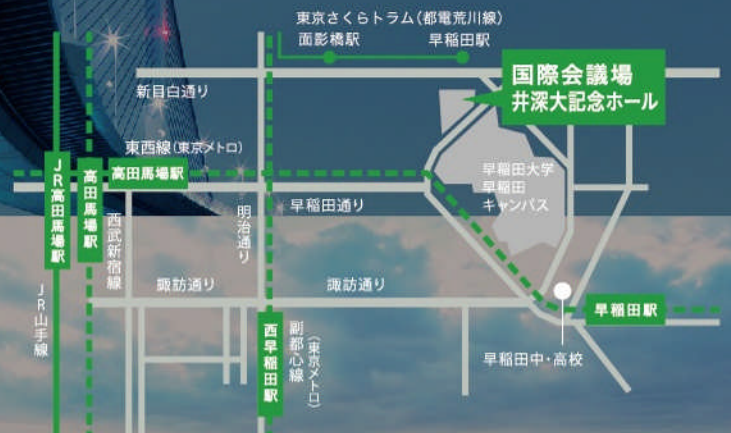 東京さくらトラム(都電荒川線)
面影橋駅
早稲田駅
国際会議場
井深大記念ホール
新目白通り
東西線(東京メトロ)
高田馬場駅
JR高田馬場駅
高田馬場駅
早稲田大学
早稲田
キャンパス
早稲田通り
明治通り
西武新宿線
諏訪通り
諏訪通り
JR山手線
早稲田駅
西早稲田駅
副都心線
(東京メトロ)
早稲田中・高校